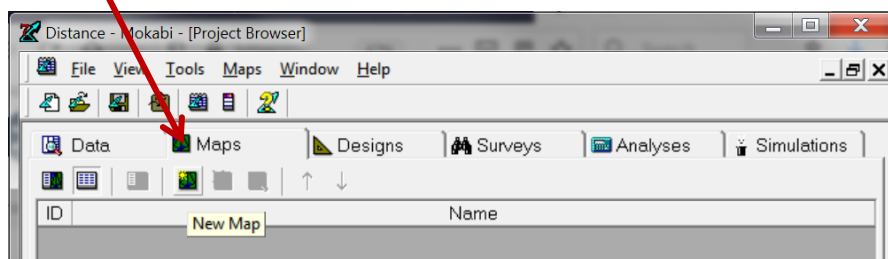 Distance - Mokabi - [Project Browser]
File View Tools Maps Window Help
Data Maps Designs Surveys Analyses Simulations
ID Name
New Map